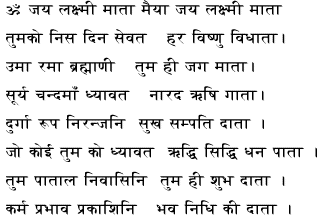 ॐ जय लक्ष्मी माता मैया जय लक्ष्मी माता
तुमको निस दिन सेवत हर विष्णु विधाता।
उमा रमा ब्रह्माणी तुम ही जग माता।
सूर्य चन्दमाँ ध्यावत नारद ऋषि गाता।
दुर्गा रूप निरन्जनि सुख सम्पति दाता ।
जो कोई तुम को ध्यावत ऋद्धि सिद्धि धन पाता ।
तुम पाताल निवासिनि तुम ही शुभ दाता ।
कर्म प्रभाव प्रकाशिनि भव निधि की दाता ।